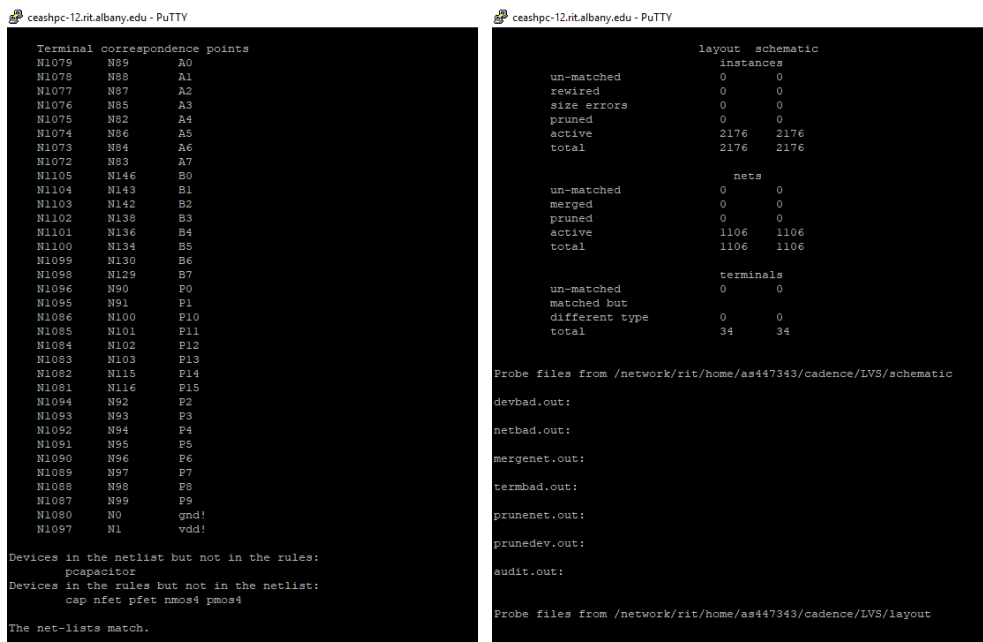 ceashpc-12.rit.albany.edu - PuTTY
Terminal correspondence points
N1079 N89 A0
N1078 N88 A1
N1077 N87 A2
N1076 N85 A3
N1075 N82 A4
N1074 N86 A5
N1073 N84 A6
N1072 N83 A7
N1105 N146 B0
N1104 N143 B1
N1103 N142 B2
N1102 N138 B3
N1101 N136 B4
N1100 N134 B5
N1099 N130 B6
N1098 N129 B7
N1096 N90 P0
N1095 N91 P1
N1086 N100 P10
N1085 N101 P11
N1084 N102 P12
N1083 N103 P13
N1082 N115 P14
N1081 N116 P15
N1094 N92 P2
N1093 N93 P3
N1092 N94 P4
N1091 N95 P5
N1090 N96 P6
N1089 N97 P7
N1088 N98 P8
N1087 N99 P9
N1080 N0 gnd!
N1097 N1 vdd!
Devices in the netlist but not in the rules:
pcapacitor
Devices in the rules but not in the netlist:
cap nfet pfet nmos4 pmos4
The net-lists match.
ceashpc-12.rit.albany.edu - PuTTY
layout schematic
instances
un-matched 0 0
rewired 0 0
size errors 0 0
pruned 0 0
active 2176 2176
total 2176 2176
nets
un-matched 0 0
merged 0 0
pruned 0 0
active 1106 1106
total 1106 1106
terminals
un-matched 0 0
matched but
different type 0 0
total 34 34
Probe files from /network/rit/home/as447343/cadence/LVS/schematic
devbad.out:
netbad.out:
mergenet.out:
termbad.out:
prunenet.out:
prunedev.out:
audit.out:
Probe files from /network/rit/home/as447343/cadence/LVS/layout